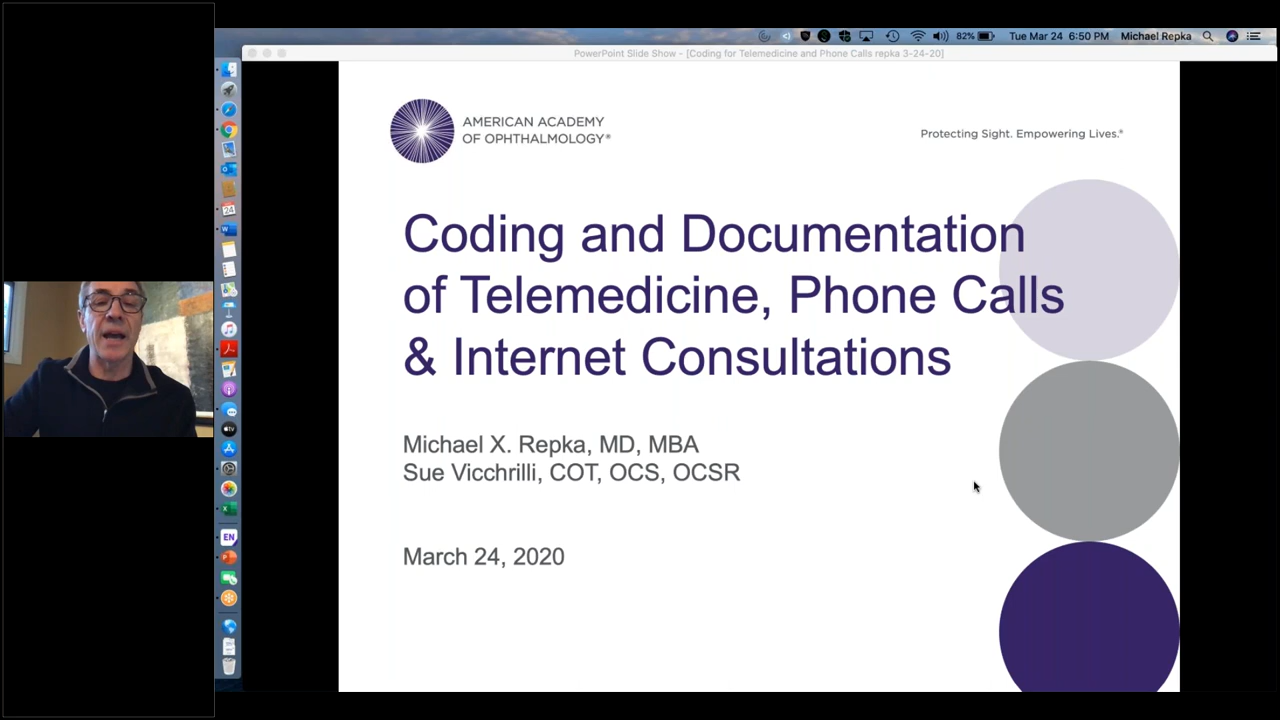 82% Tue Mar 24 6:50 PM Michael Repka
PowerPoint Slide Show - [Coding for Telemedicine and Phone Calls repka 3-24-20]
AMERICAN ACADEMY
OF OPHTHALMOLOGY®
Protecting Sight. Empowering Lives.®
Coding and Documentation
of Telemedicine, Phone Calls
& Internet Consultations
Michael X. Repka, MD, MBA
Sue Vicchrilli, COT, OCS, OCSR
March 24, 2020
24
EN